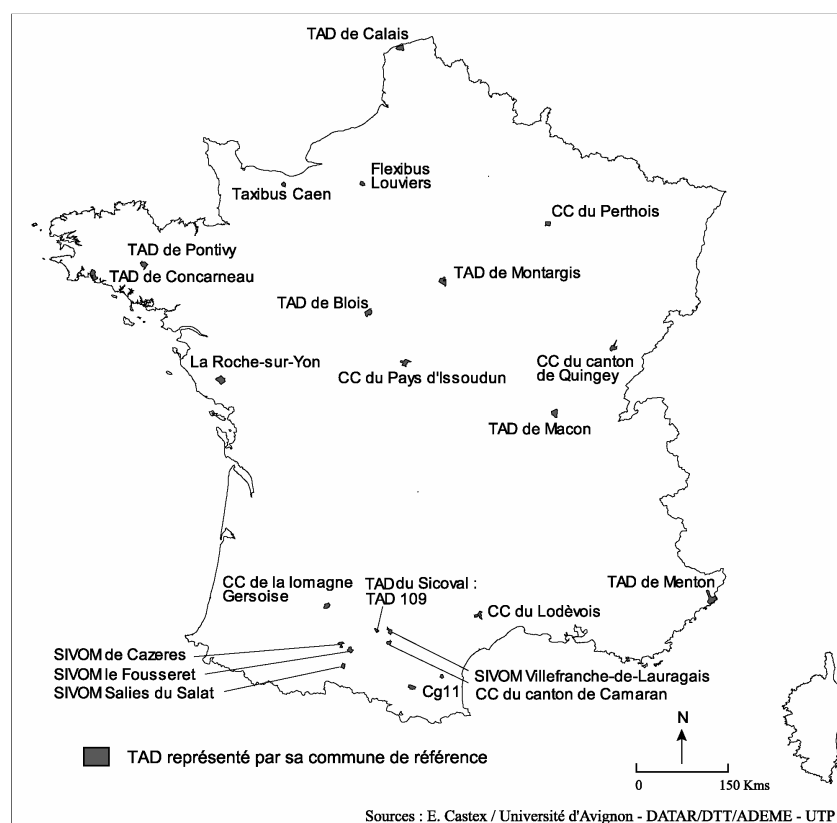 TAD de Calais
Flexibus
Louviers
Taxibus Caen
CC du Perthois
TAD de Pontivy
TAD de Concarneau
TAD de Montargis
TAD de Blois
La Roche-sur-Yon
CC du Pays d'Issoudun
CC du canton
de Quingey
TAD de Macon
CC de la lomagne
Gersoise
TAD du Sicoval :
TAD 109
TAD de Menton
CC du Lodèvois
SIVOM de Cazeres
SIVOM le Fousseret
SIVOM Salies du Salat
SIVOM Villefranche-de-Lauragais
CC du canton de Camaran
Cg11
N
TAD représenté par sa commune de référence
0 150 Kms
Sources : E. Castex / Université d'Avignon - DATAR/DTT/ADEME - UTP